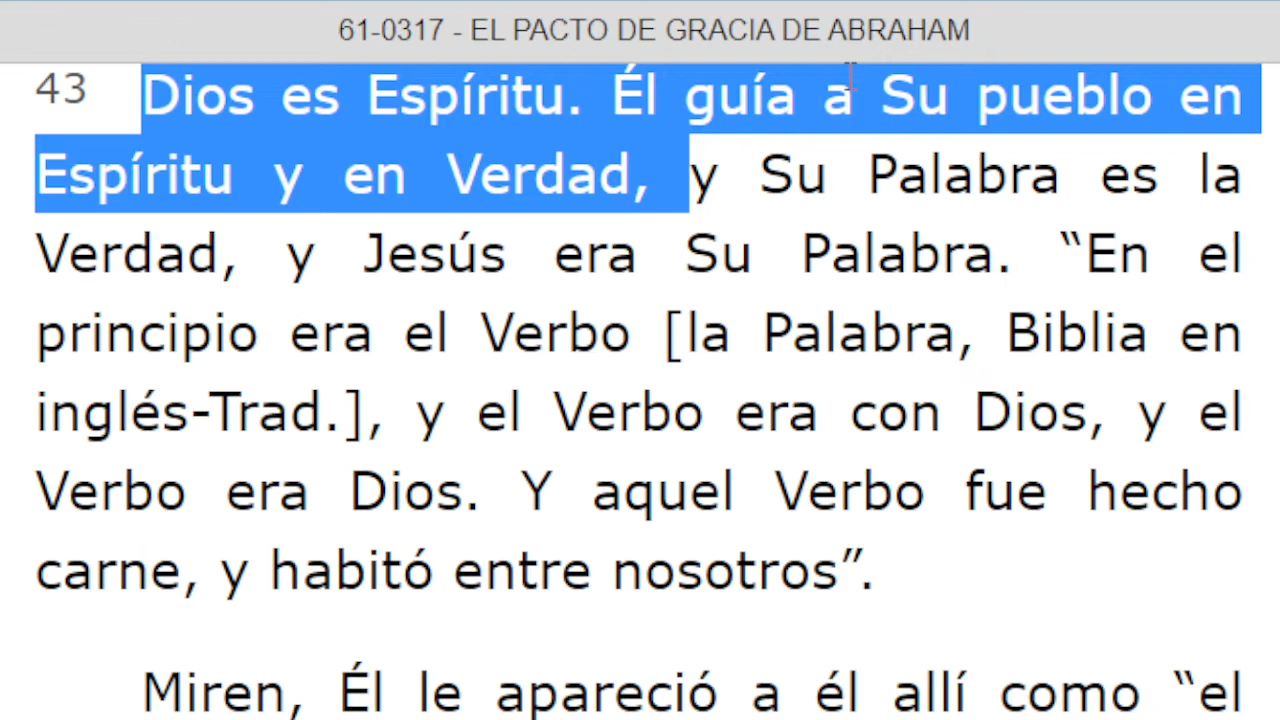 61-0317 - EL PACTO DE GRACIA DE ABRAHAM
43 Dios es Espíritu. Él guía a Su pueblo en
Espíritu y en Verdad, y Su Palabra es la
Verdad, y Jesús era Su Palabra. “En el
principio era el Verbo [la Palabra, Biblia en
inglés-Trad.], y el Verbo era con Dios, y el
Verbo era Dios. Y aquel Verbo fue hecho
carne, y habitó entre nosotros”.
Miren, Él le apareció a él allí como “el